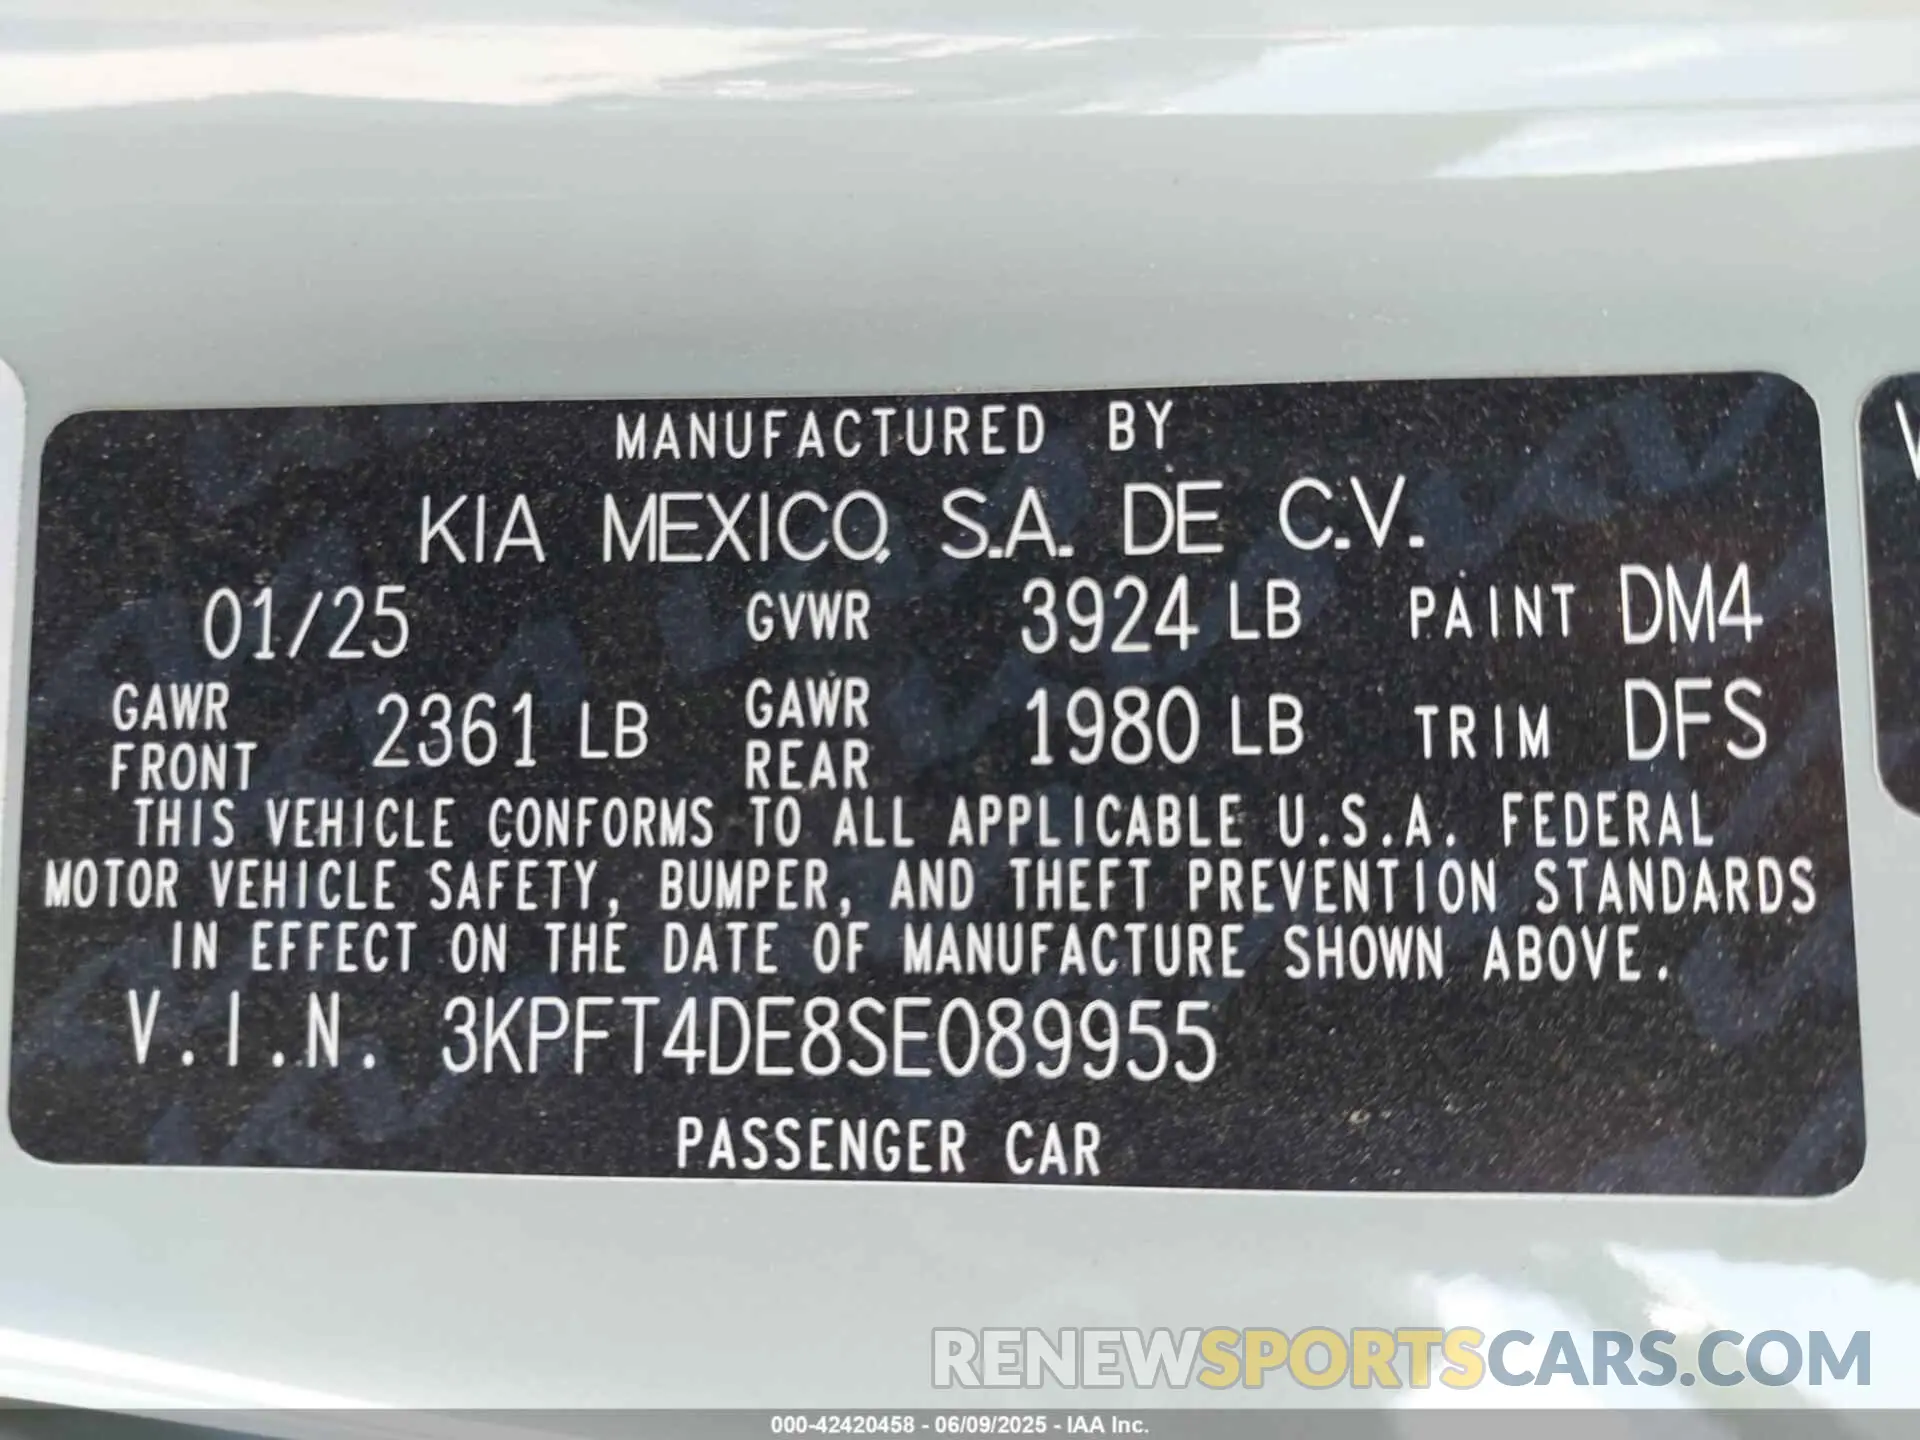 MANUFACTURED BY
KIA MEXICO, S.A. DE C.V.
01/25 GVWR 3924 LB PAINT DM4
GAWR FRONT 2361 LB GAWR REAR 1980 LB TRIM DFS
THIS VEHICLE CONFORMS TO ALL APPLICABLE U.S.A. FEDERAL
MOTOR VEHICLE SAFETY, BUMPER, AND THEFT PREVENTION STANDARDS
IN EFFECT ON THE DATE OF MANUFACTURE SHOWN ABOVE.
V.I.N. 3KPFT4DE8SE089955
PASSENGER CAR
RENEWSPORTSCARS.COM
000-42420458 - 06/09/2025 - IAA Inc.